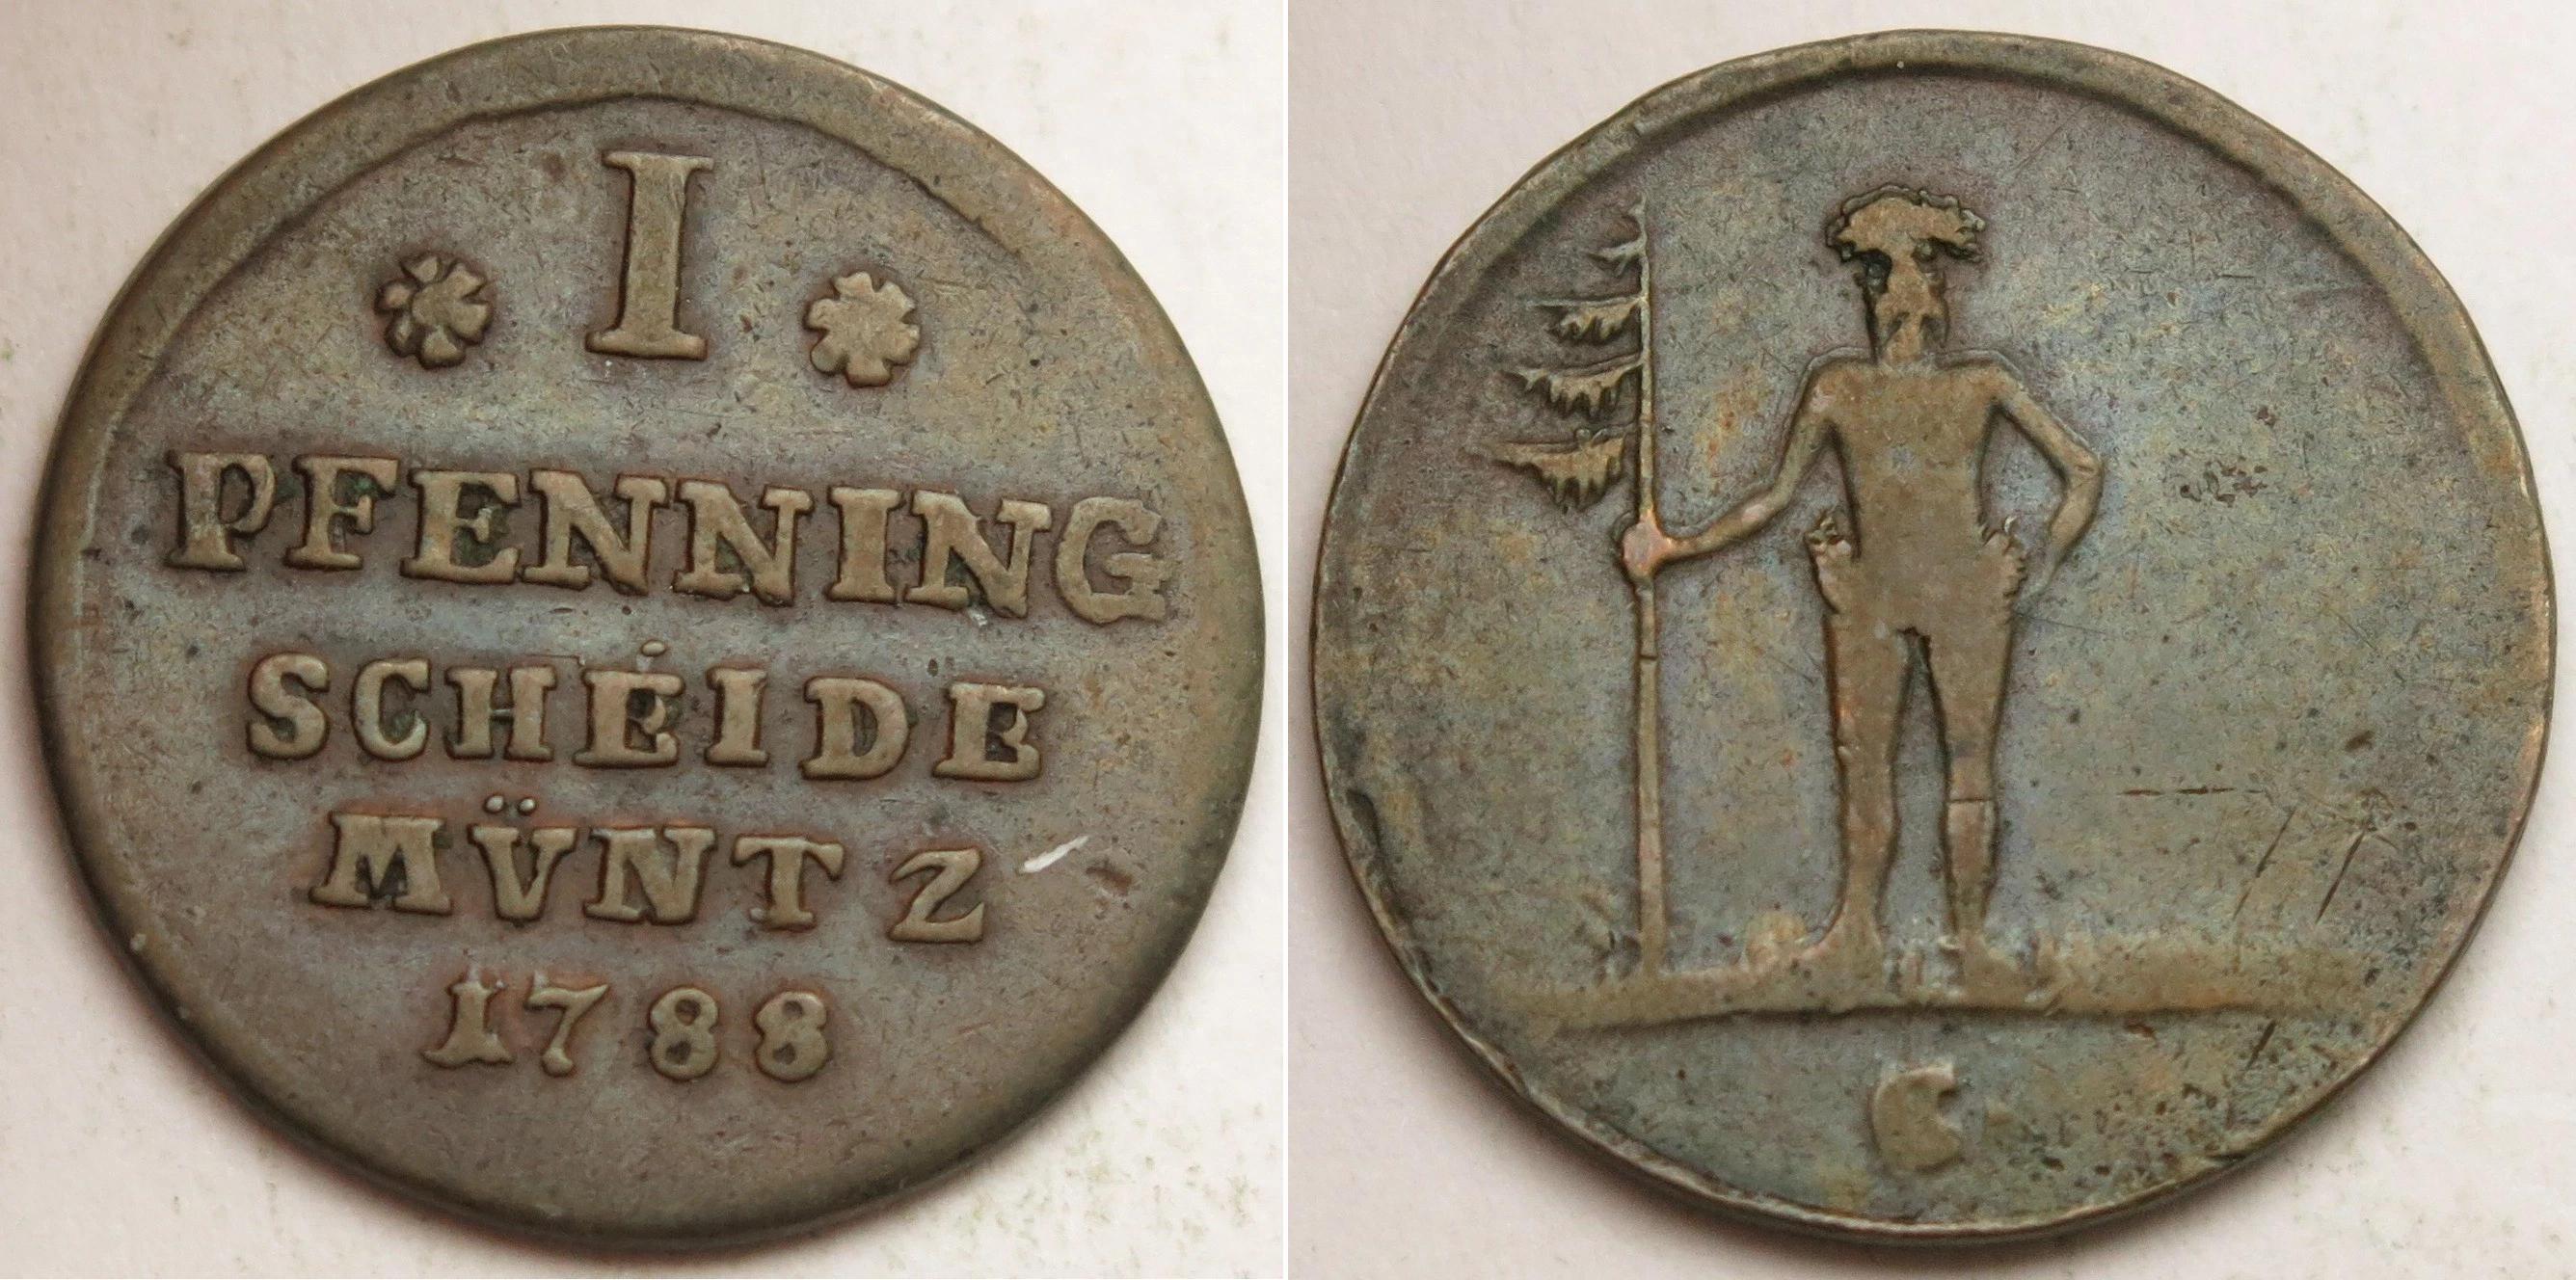 I
PFENNING
SCHEIDE
MÜNTZ
1788
C